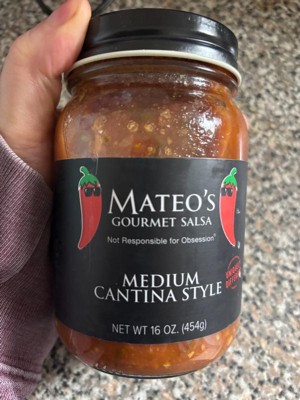 MATEO'S
GOURMET SALSA
Not Responsible for Obsession
MEDIUM
CANTINA STYLE
NET WT 16 OZ. (454g)